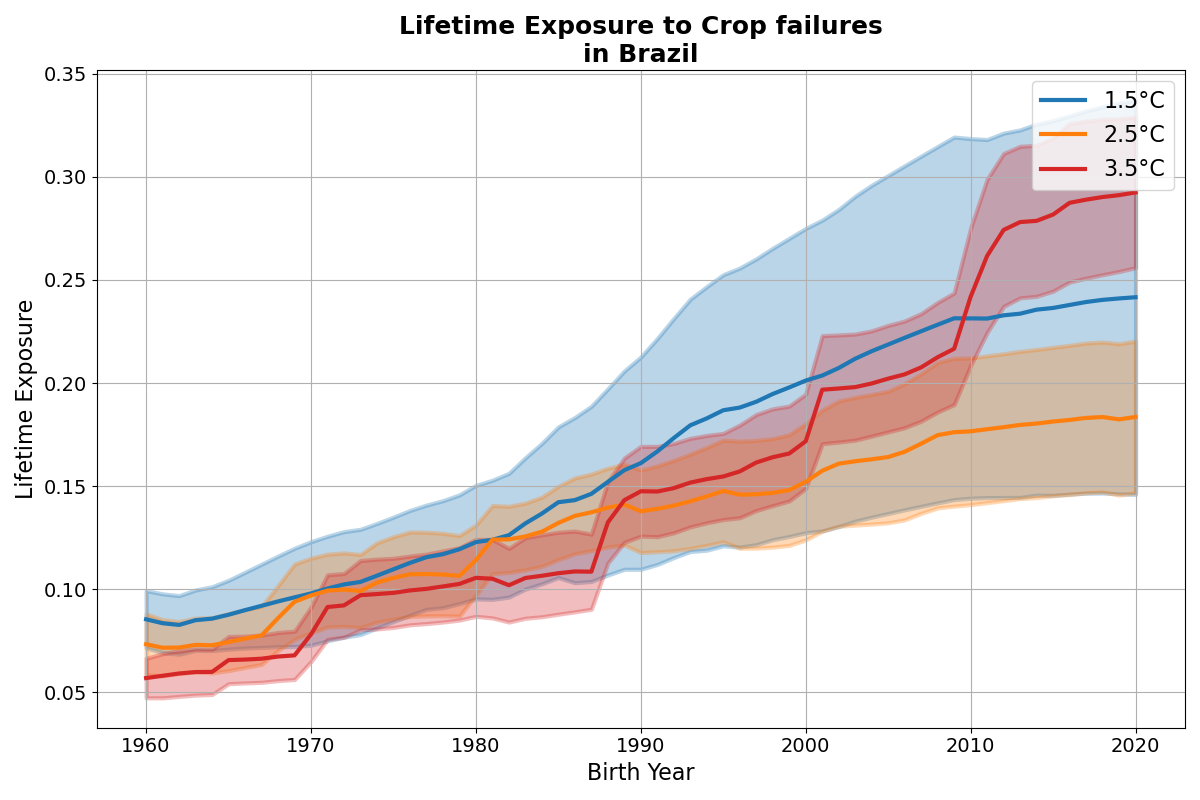 Lifetime Exposure to Crop failures
in Brazil
0.35
0.30
0.25
0.20
0.15
0.10
0.05
Lifetime Exposure
1.5°C
2.5°C
3.5°C
1960 1970 1980 1990 2000 2010 2020
Birth Year